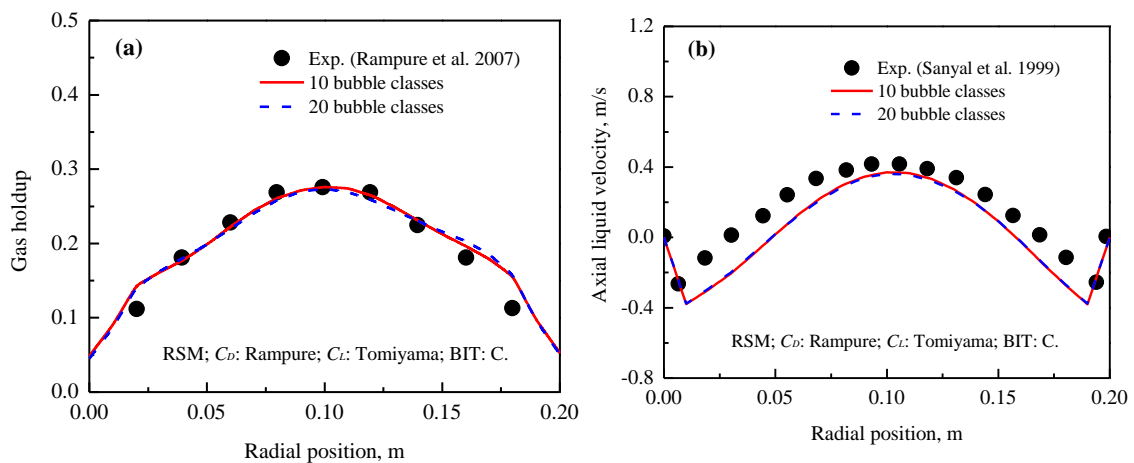 (a)
Exp. (Rampure et al. 2007)
10 bubble classes
20 bubble classes
Gas holdup
0.5
0.4
0.3
0.2
0.1
0.0
RSM; C_D: Rampure; C_L: Tomiyama; BIT: C.
0.00 0.05 0.10 0.15 0.20
Radial position, m
(b)
Exp. (Sanyal et al. 1999)
10 bubble classes
20 bubble classes
Axial liquid velocity, m/s
1.2
0.8
0.4
0.0
-0.4
-0.8
RSM; C_D: Rampure; C_L: Tomiyama; BIT: C.
0.00 0.05 0.10 0.15 0.20
Radial position, m